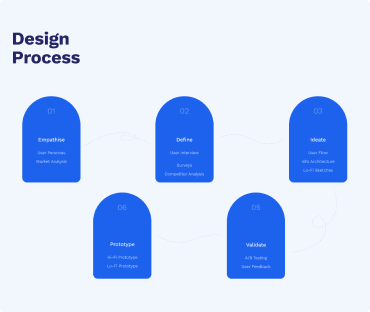 Design
Process
01
Empathise
User Personas
Market Analysis
02
Define
User Interview
Surveys
Competitor Analysis
03
Ideate
User Flow
Info Architecture
Lo-Fi Sketches
06
Prototype
Hi-Fi Prototype
Lo-Fi Prototype
05
Validate
A/B Testing
User Feedback